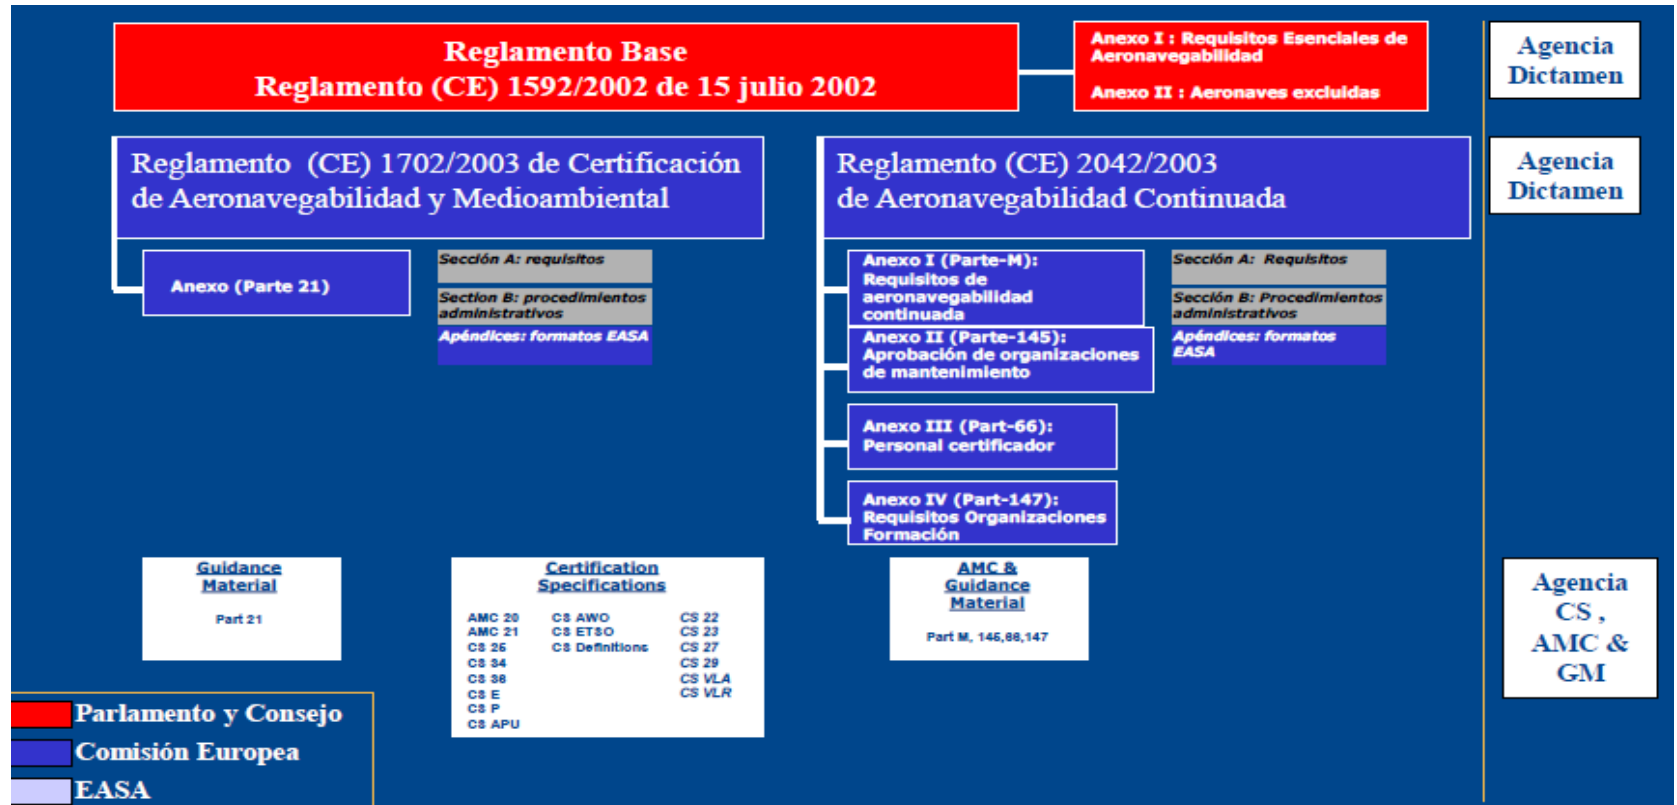 Reglamento Base
Reglamento (CE) 1592/2002 de 15 julio 2002
Anexo I : Requisitos Esenciales de
Aeronavegabilidad
Anexo II : Aeronaves excluidas
Agencia
Dictamen
Reglamento (CE) 1702/2003 de Certificación
de Aeronavegabilidad y Medioambiental
Reglamento (CE) 2042/2003
de Aeronavegabilidad Continuada
Agencia
Dictamen
Anexo (Parte 21)
Sección A: requisitos
Section B: procedimientos
administrativos
Apéndices: formatos EASA
Anexo I (Parte-M):
Requisitos de
aeronavegabilidad
continuada
Anexo II (Parte-145):
Aprobación de organizaciones
de mantenimiento
Anexo III (Part-66):
Personal certificador
Anexo IV (Part-147):
Requisitos Organizaciones
Formación
Sección A: Requisitos
Sección B: Procedimientos
administrativos
Apéndices: formatos
EASA
Guidance
Material
Part 21
Certification
Specifications
AMC 20
AMC 21
CS 25
CS 34
CS 36
CS E
CS P
CS APU
CS AWO
CS ETSO
CS Definitions
CS 22
CS 23
CS 27
CS 29
CS VLA
CS VLR
AMC &
Guidance
Material
Part M, 145,66,147
Agencia
CS ,
AMC &
GM
Parlamento y Consejo
Comisión Europea
EASA